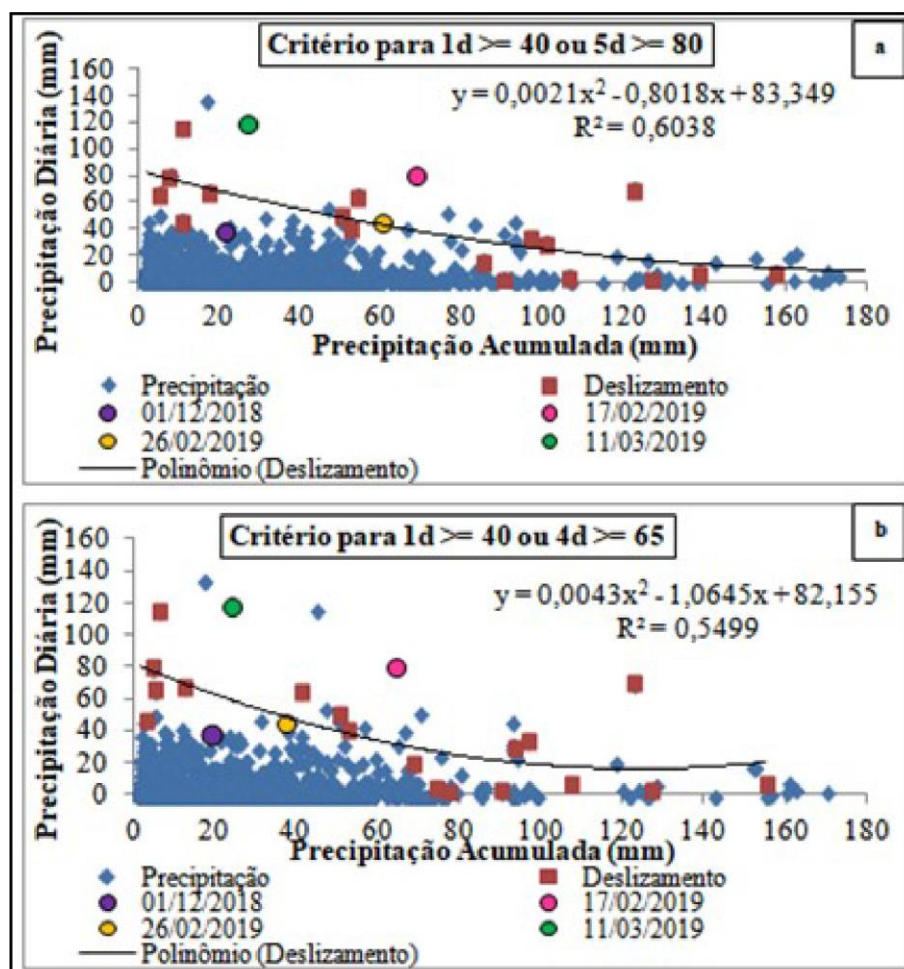 Critério para 1d >= 40 ou 5d >= 80
a
y = 0,0021x² - 0,8018x + 83,349
R² = 0,6038
Precipitação Diária (mm)
160
140
120
100
80
60
40
20
0
0 20 40 60 80 100 120 140 160 180
Precipitação Acumulada (mm)
Precipitação Deslizamento
01/12/2018 17/02/2019
26/02/2019 11/03/2019
Polinômio (Deslizamento)
Critério para 1d >= 40 ou 4d >= 65
b
y = 0,0043x² - 1,0645x + 82,155
R² = 0,5499
Precipitação Diária (mm)
160
140
120
100
80
60
40
20
0
0 20 40 60 80 100 120 140 160 180
Precipitação Acumulada (mm)
Precipitação Deslizamento
01/12/2018 17/02/2019
26/02/2019 11/03/2019
Polinômio (Deslizamento)